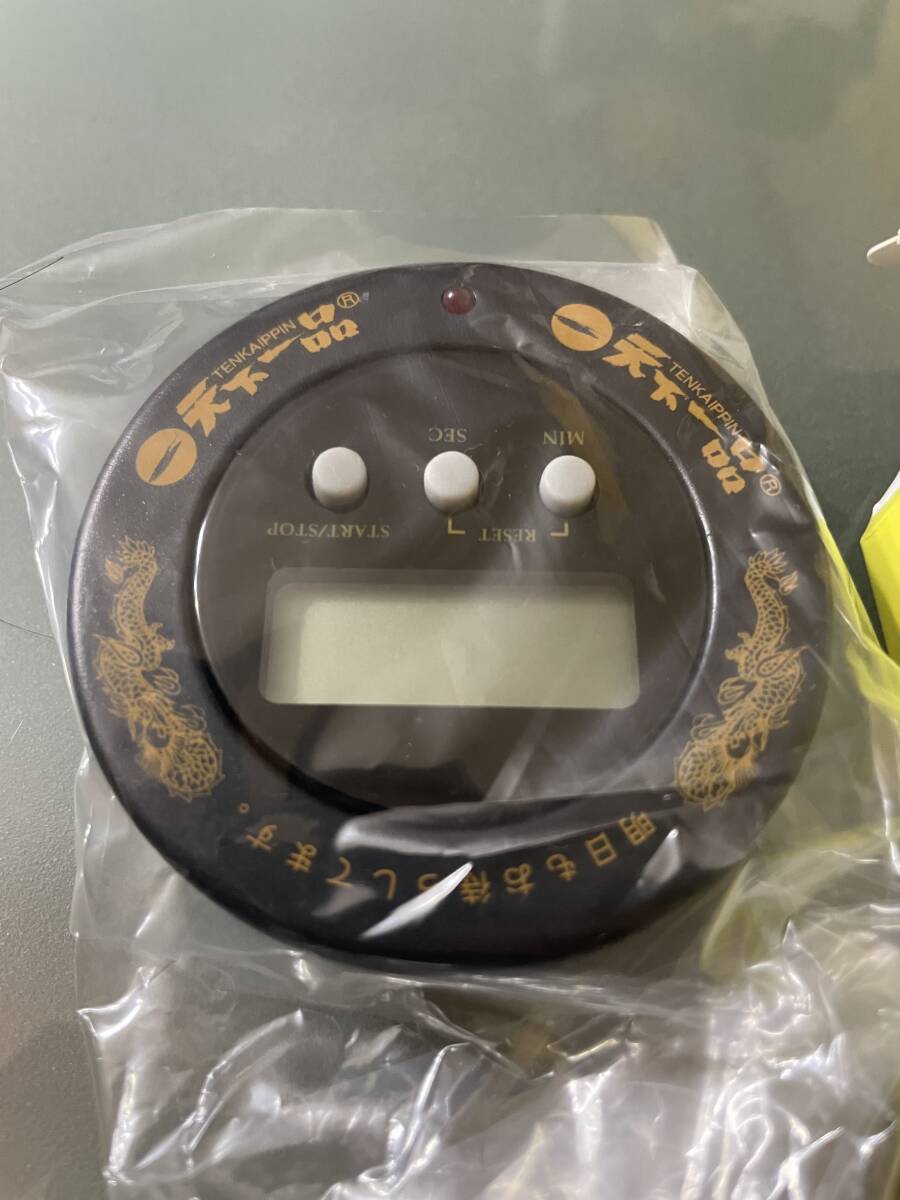 天下一品®
TENKAIPPIN
天下一品®
TENKAIPPIN
MIN
SEC
RESET
START/STOP
明日もお待ちしてます。